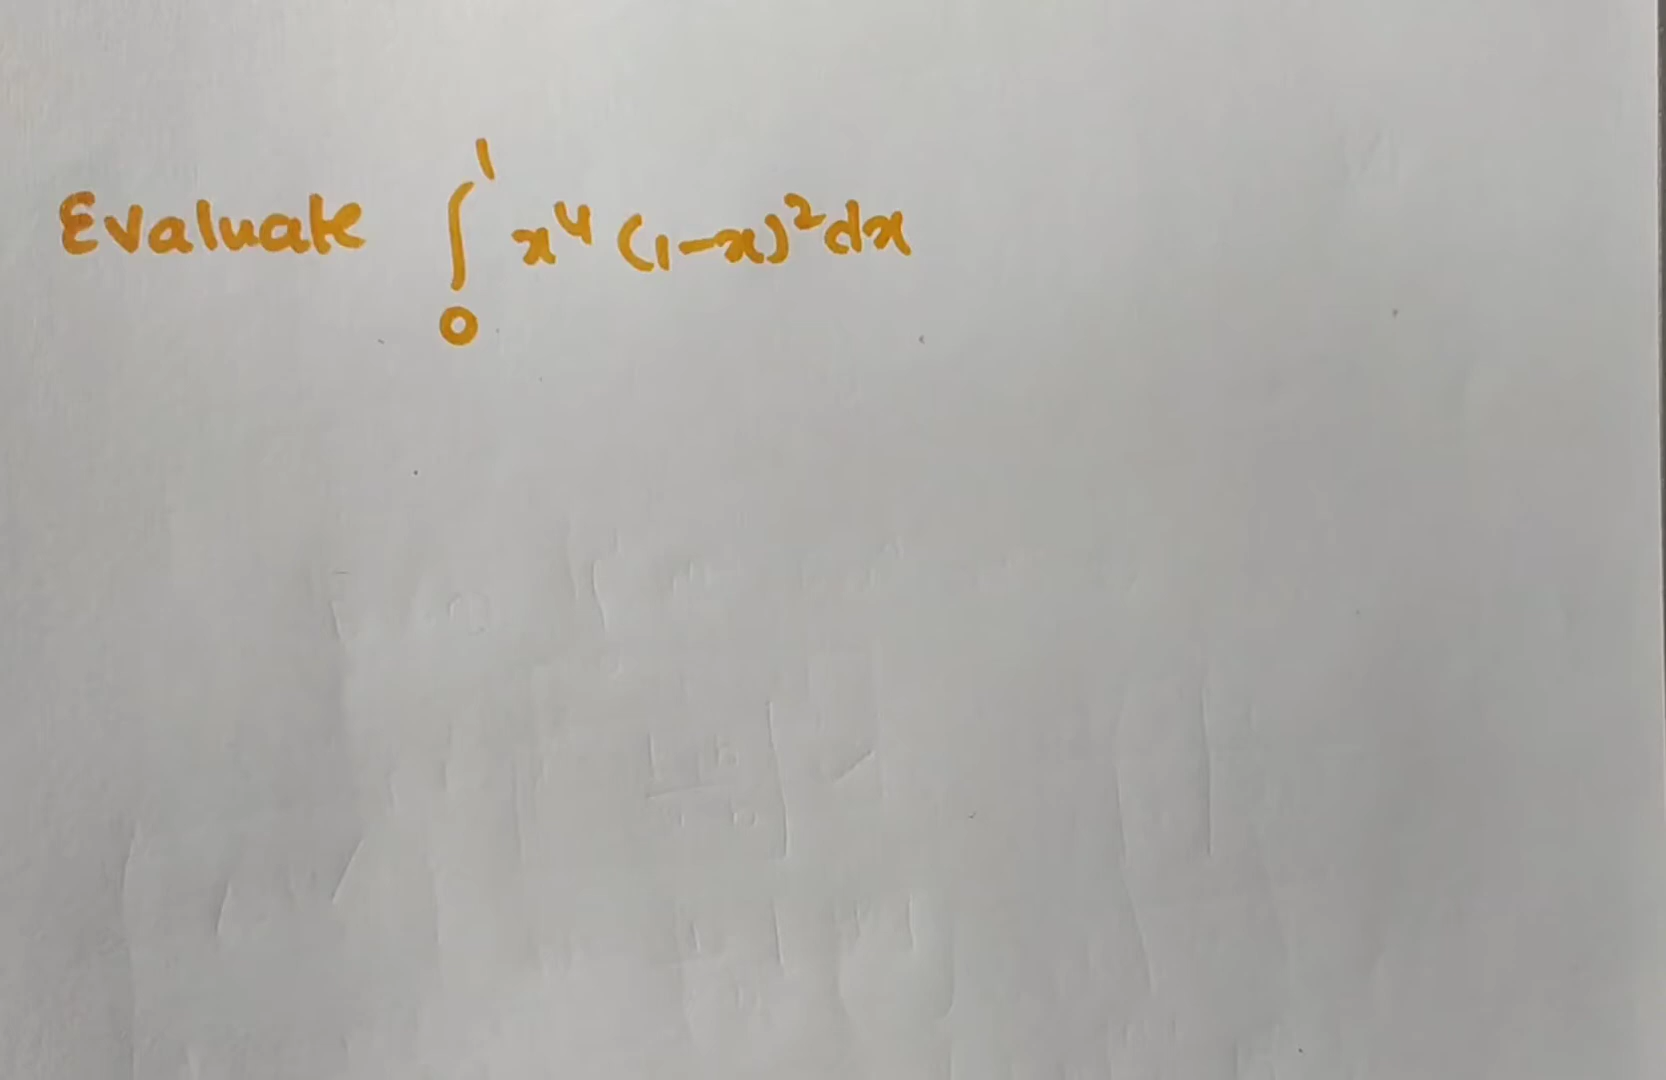 Evaluate ∫₀¹ x⁴ (1-x)² dx